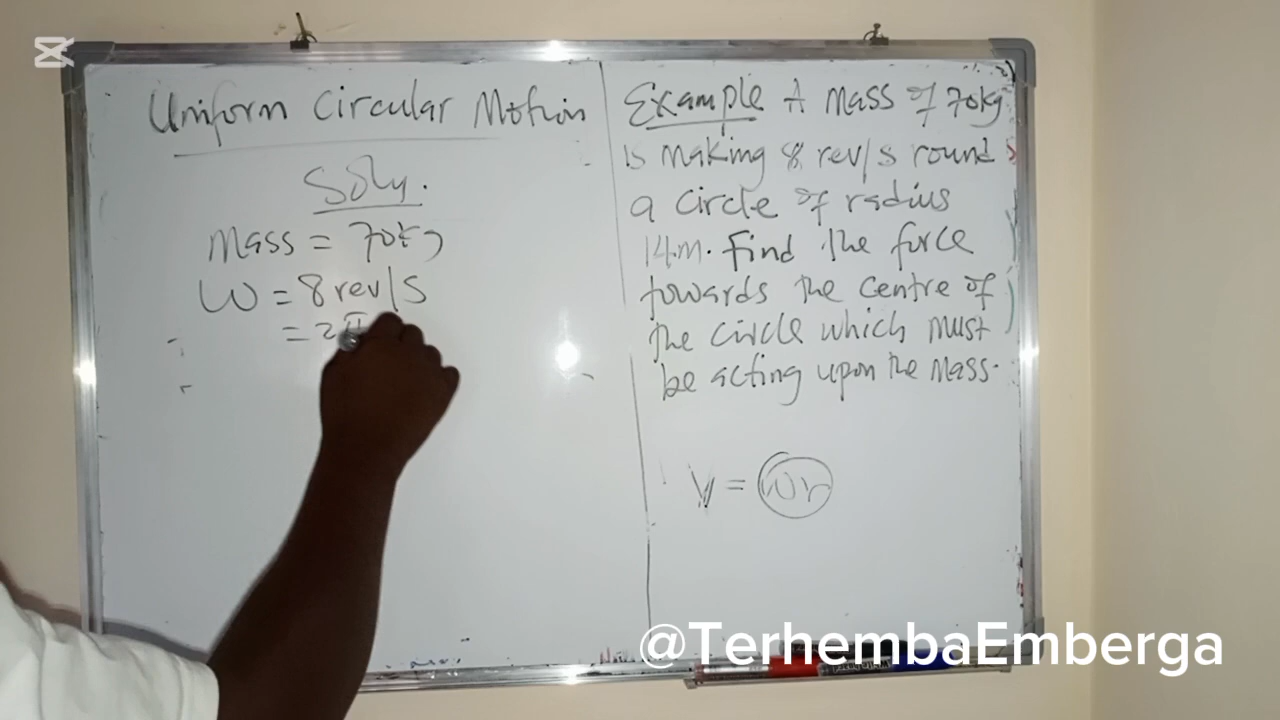 Uniform Circular Motion
Soln.
Mass = 70kg
ω = 8 rev/s
= 2π
Example A Mass of 70kg
is making 8 rev/s round
a circle of radius
14m. Find the force
towards the centre of
the circle which must
be acting upon the Mass.
V = ωr
@TerhembaEmberga